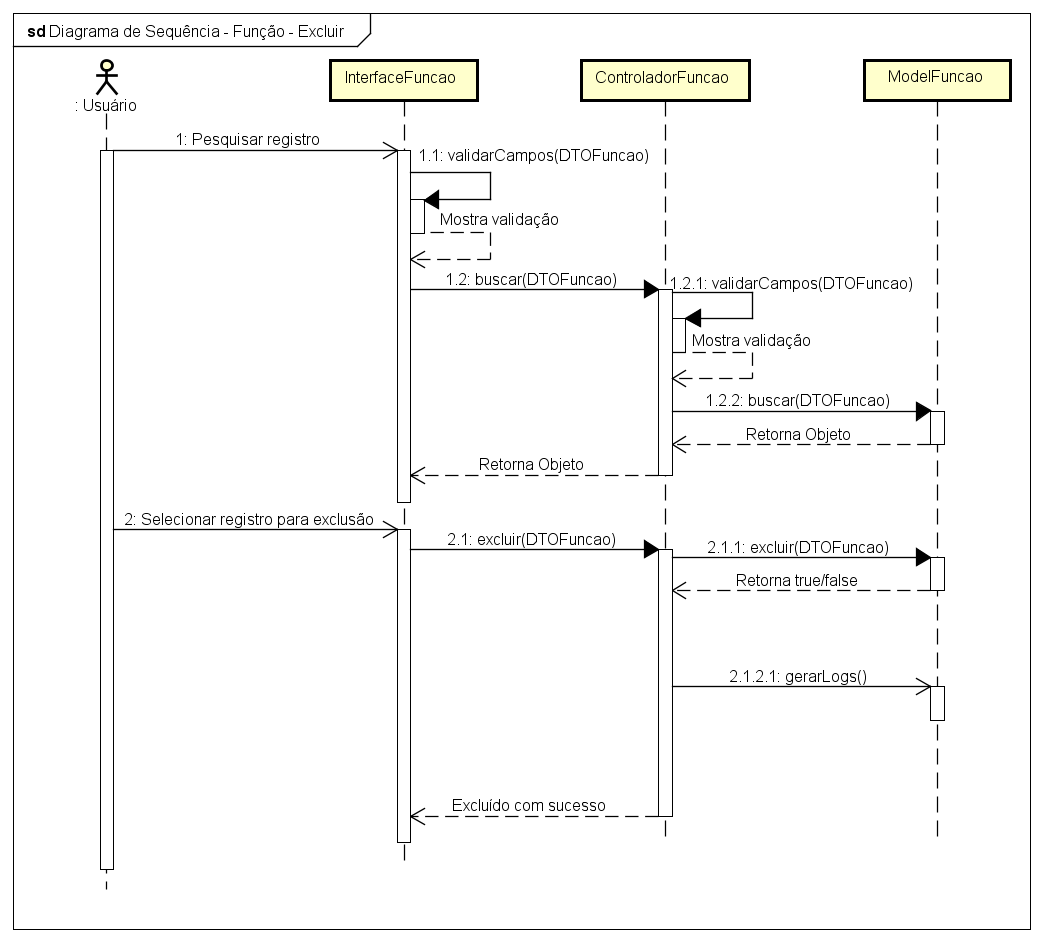 sd Diagrama de Sequência - Função - Excluir
: Usuário
InterfaceFuncao
ControladorFuncao
ModelFuncao
1: Pesquisar registro
1.1: validarCampos(DTOFuncao)
Mostra validação
1.2: buscar(DTOFuncao)
1.2.1: validarCampos(DTOFuncao)
Mostra validação
1.2.2: buscar(DTOFuncao)
Retorna Objeto
Retorna Objeto
2: Selecionar registro para exclusão
2.1: excluir(DTOFuncao)
2.1.1: excluir(DTOFuncao)
Retorna true/false
2.1.2.1: gerarLogs()
Excluído com sucesso